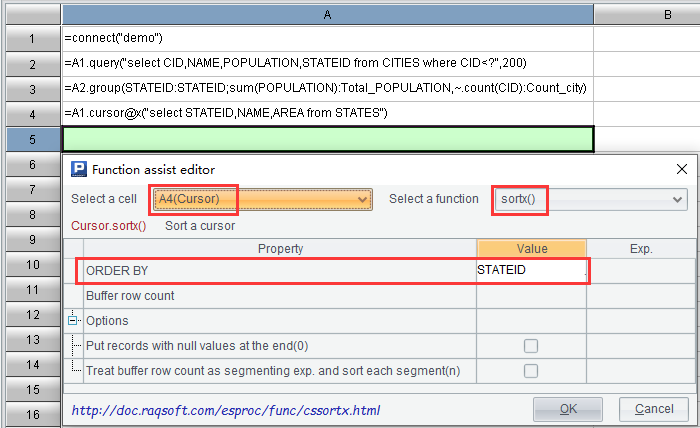 A B
1 =connect("demo")
2 =A1.query("select CID,NAME,POPULATION,STATEID from CITIES where CID<?",200)
3 =A2.group(STATEID:STATEID;sum(POPULATION):Total_POPULATION,~.count(CID):Count_city)
4 =A1.cursor@x("select STATEID,NAME,AREA from STATES")
5
6 Function assist editor
7 Select a cell A4(Cursor) Select a function sortx()
8 Cursor.sortx() Sort a cursor
9 Property Value Exp.
10 ORDER BY STATEID
11 Buffer row count
12 Options
13 Put records with null values at the end(0)
14 Treat buffer row count as segmenting exp. and sort each segment(n)
15
16 http://doc.raqsoft.com/esproc/func/cssortx.html OK Cancel